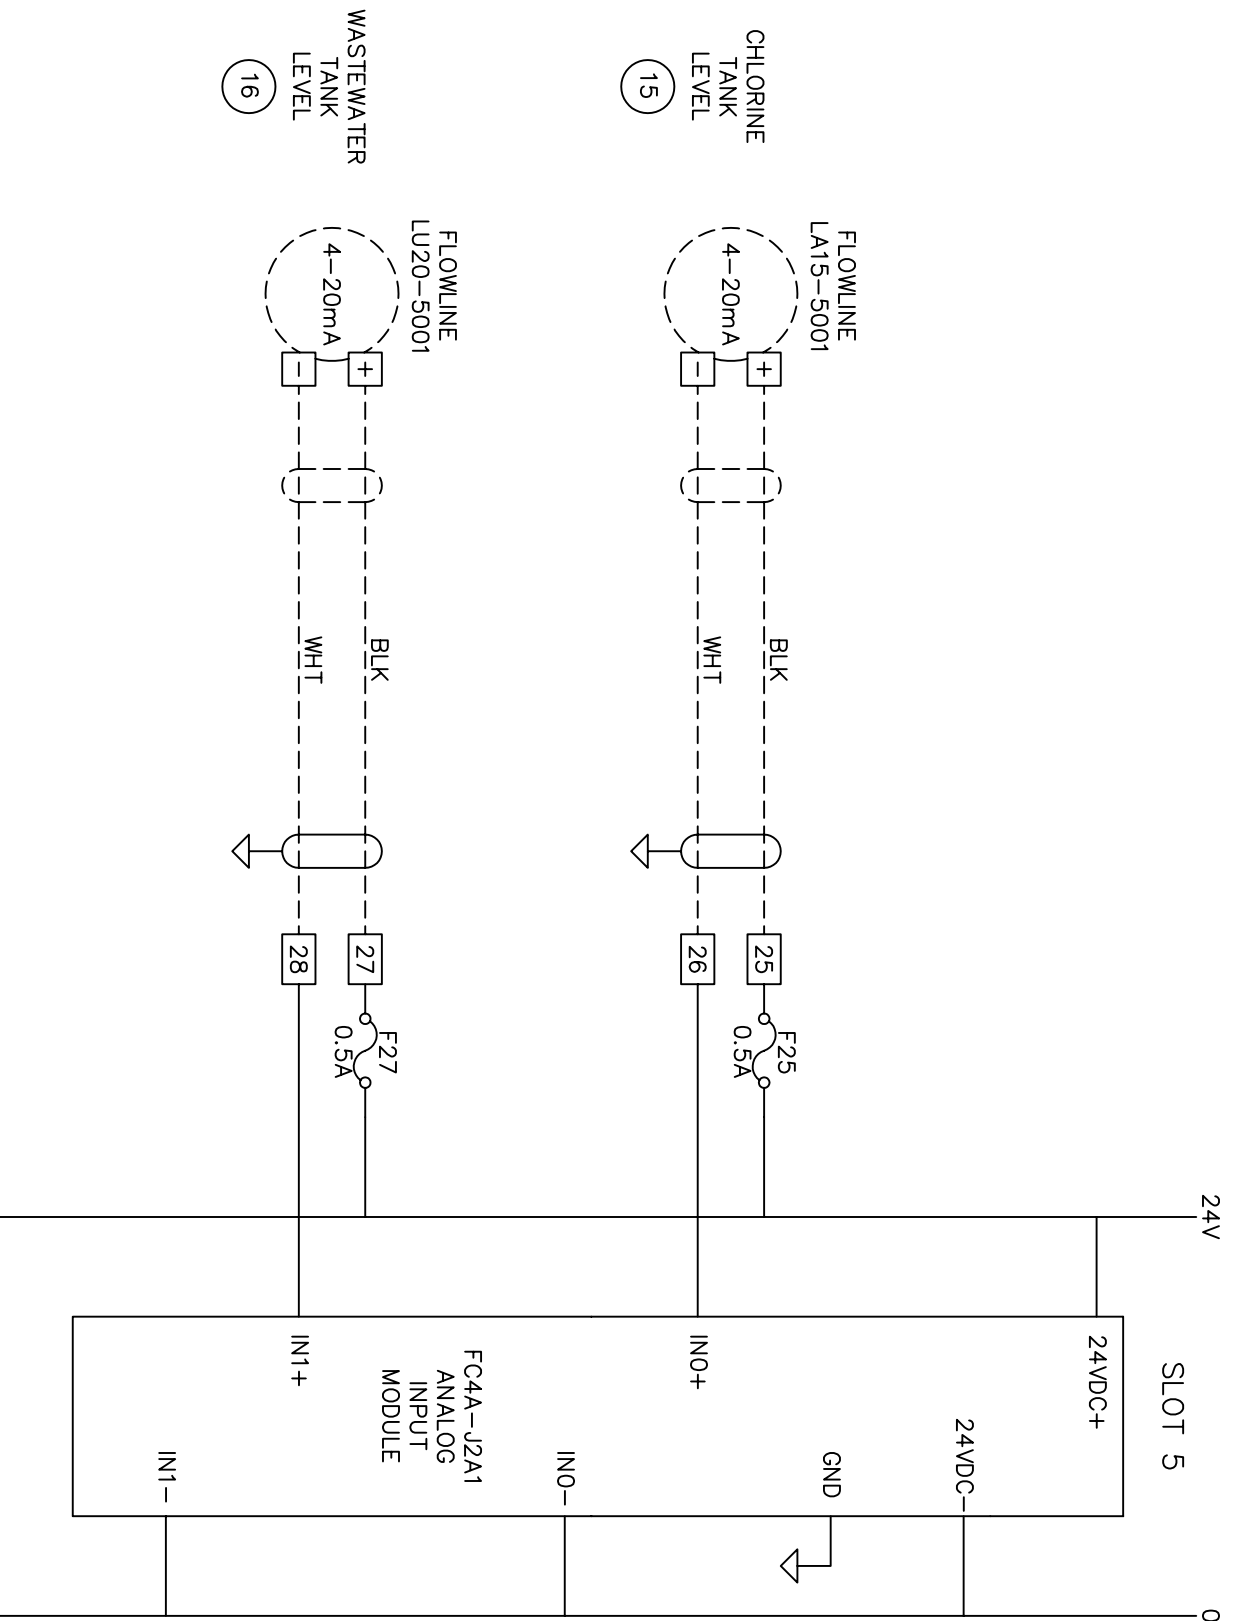 24V
0
SLOT 5
24VDC+
24VDC-
GND
FLOWLINE
LA15-5001
CHLORINE
TANK
LEVEL
15
4-20mA
+
-
BLK
WHT
25
26
F25
0.5A
IN0+
IN0-
FC4A-J2A1
ANALOG
INPUT
MODULE
FLOWLINE
LU20-5001
WASTEWATER
TANK
LEVEL
16
4-20mA
+
-
BLK
WHT
27
28
F27
0.5A
IN1+
IN1-